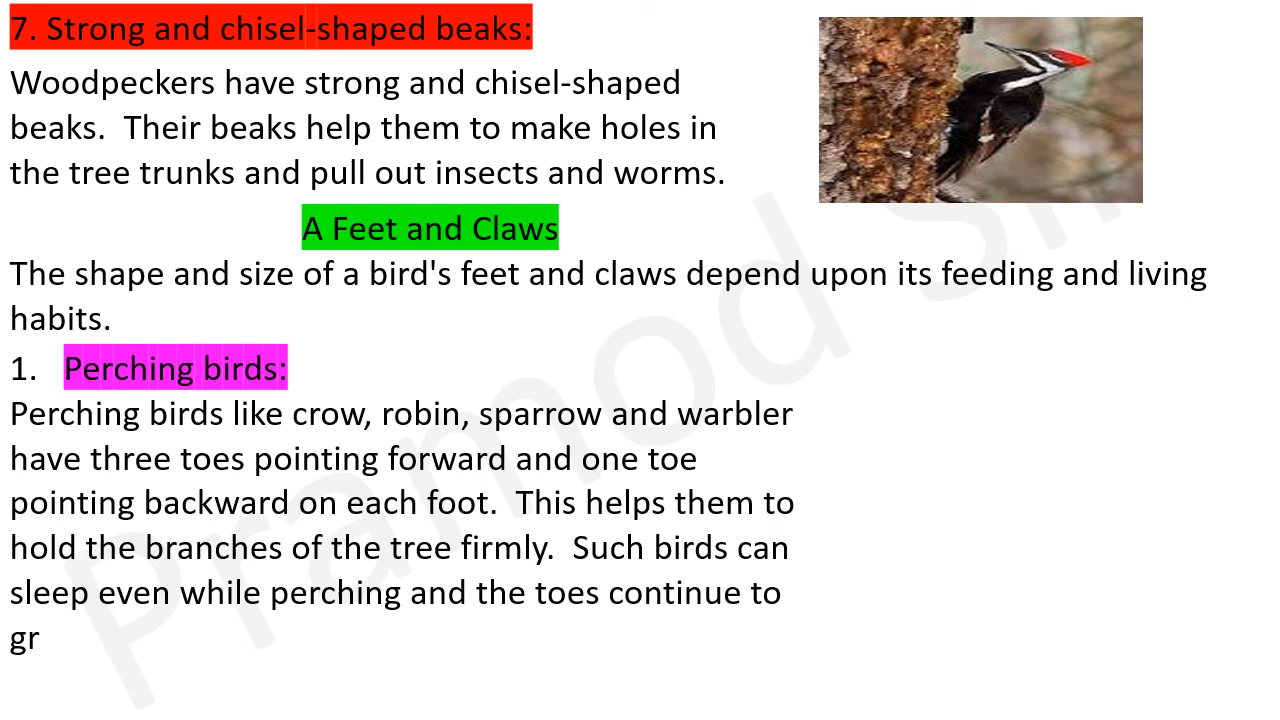 7. Strong and chisel-shaped beaks:
Woodpeckers have strong and chisel-shaped
beaks.  Their beaks help them to make holes in
the tree trunks and pull out insects and worms.
A Feet and Claws
The shape and size of a bird's feet and claws depend upon its feeding and living
habits.
1.   Perching birds:
Perching birds like crow, robin, sparrow and warbler
have three toes pointing forward and one toe
pointing backward on each foot.  This helps them to
hold the branches of the tree firmly.  Such birds can
sleep even while perching and the toes continue to
gr
Pramod